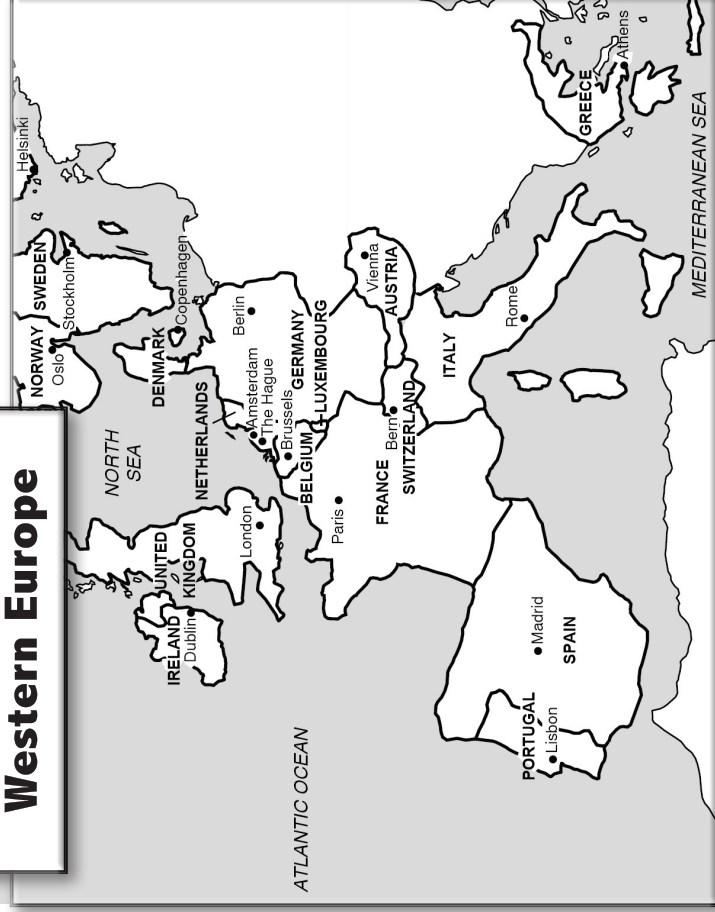 Western Europe
NORWAY
Oslo
SWEDEN
Stockholm
Helsinki
NORTH
SEA
DENMARK
Copenhagen
UNITED
KINGDOM
London
IRELAND
Dublin
NETHERLANDS
Amsterdam
The Hague
Brussels
BELGIUM
LUXEMBOURG
GERMANY
Berlin
ATLANTIC OCEAN
Paris
FRANCE
Bern
SWITZERLAND
Vienna
AUSTRIA
ITALY
Rome
PORTUGAL
Lisbon
Madrid
SPAIN
GREECE
Athens
MEDITERRANEAN SEA